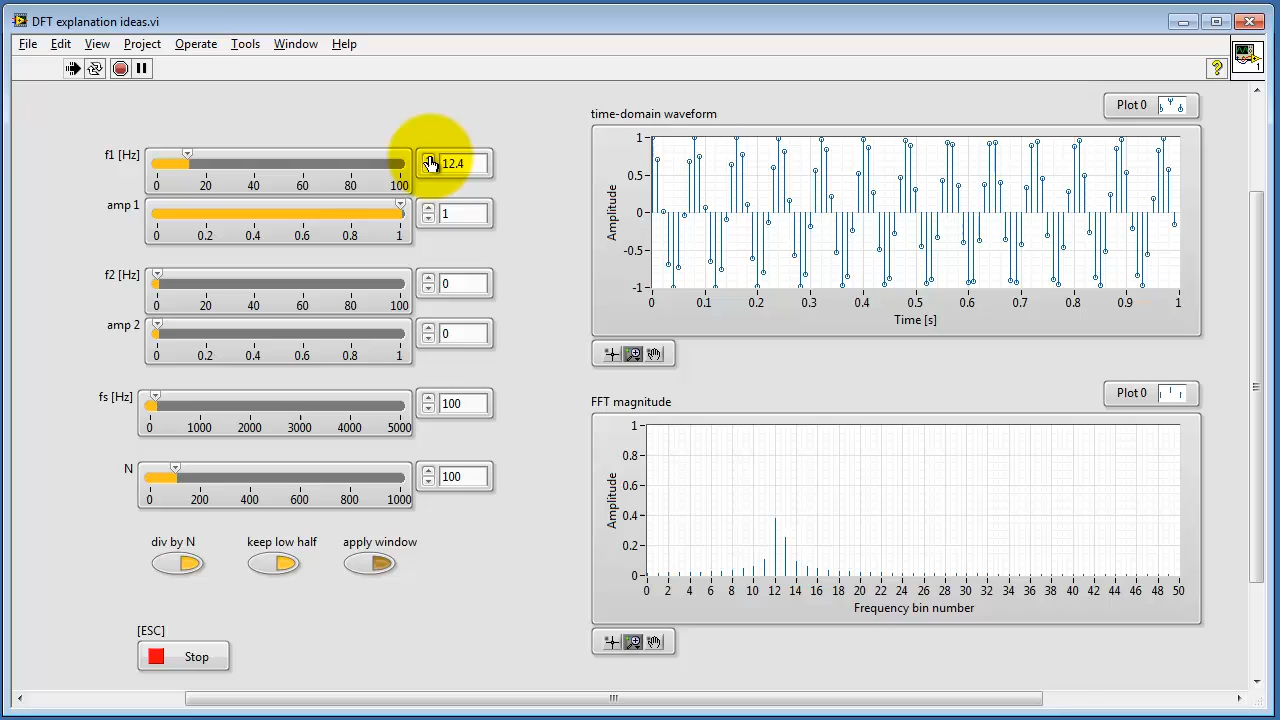 DFT explanation ideas.vi
File Edit View Project Operate Tools Window Help
1
f1 [Hz]
0 20 40 60 80 100
12.4
amp 1
0 0.2 0.4 0.6 0.8 1
1
f2 [Hz]
0 20 40 60 80 100
0
amp 2
0 0.2 0.4 0.6 0.8 1
0
fs [Hz]
0 1000 2000 3000 4000 5000
100
N
0 200 400 600 800 1000
100
div by N
keep low half
apply window
[ESC]
Stop
time-domain waveform
Plot 0
Amplitude
1
0.5
0
-0.5
-1
0 0.1 0.2 0.3 0.4 0.5 0.6 0.7 0.8 0.9 1
Time [s]
FFT magnitude
Plot 0
Amplitude
1
0.8
0.6
0.4
0.2
0
0 2 4 6 8 10 12 14 16 18 20 22 24 26 28 30 32 34 36 38 40 42 44 46 48 50
Frequency bin number